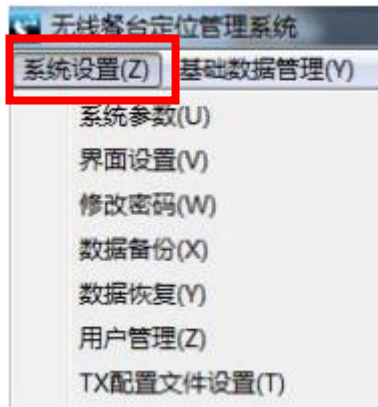 无线餐台定位管理系统
系统设置(Z) 基础数据管理(Y)
系统参数(U)
界面设置(V)
修改密码(W)
数据备份(X)
数据恢复(Y)
用户管理(Z)
TX配置文件设置(T)